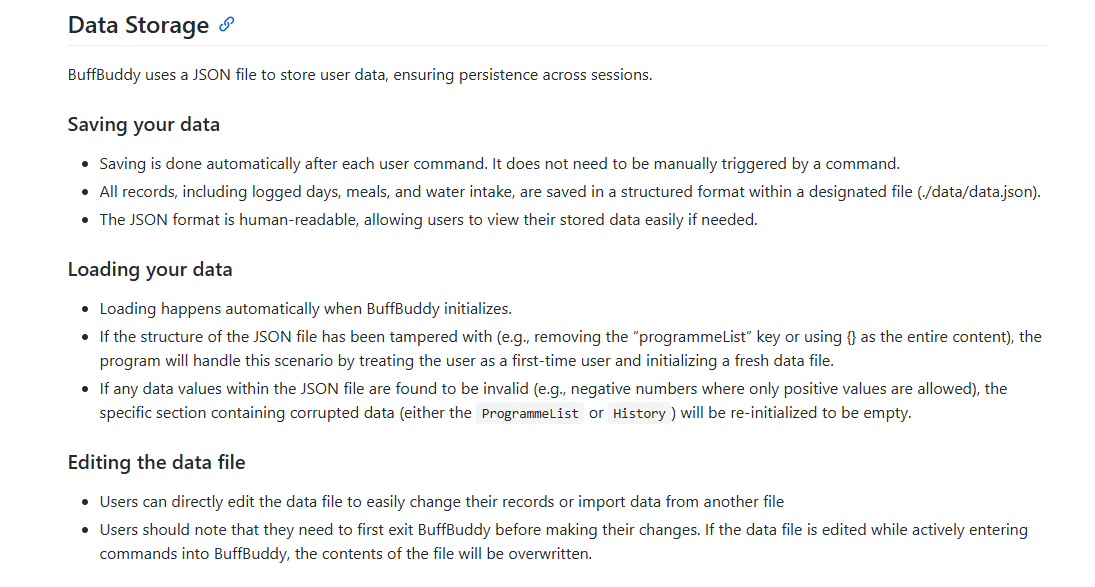 Data Storage
BuffBuddy uses a JSON file to store user data, ensuring persistence across sessions.
Saving your data
Saving is done automatically after each user command. It does not need to be manually triggered by a command.
All records, including logged days, meals, and water intake, are saved in a structured format within a designated file (./data/data.json).
The JSON format is human-readable, allowing users to view their stored data easily if needed.
Loading your data
Loading happens automatically when BuffBuddy initializes.
If the structure of the JSON file has been tampered with (e.g., removing the “programmeList” key or using {} as the entire content), the
program will handle this scenario by treating the user as a first-time user and initializing a fresh data file.
If any data values within the JSON file are found to be invalid (e.g., negative numbers where only positive values are allowed), the
specific section containing corrupted data (either the ProgrammeList or History) will be re-initialized to be empty.
Editing the data file
Users can directly edit the data file to easily change their records or import data from another file
Users should note that they need to first exit BuffBuddy before making their changes. If the data file is edited while actively entering
commands into BuffBuddy, the contents of the file will be overwritten.